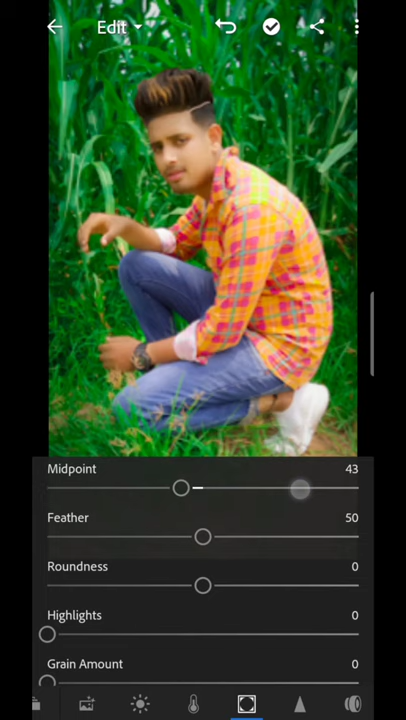 Edit
Midpoint 43
Feather 50
Roundness 0
Highlights 0
Grain Amount 0